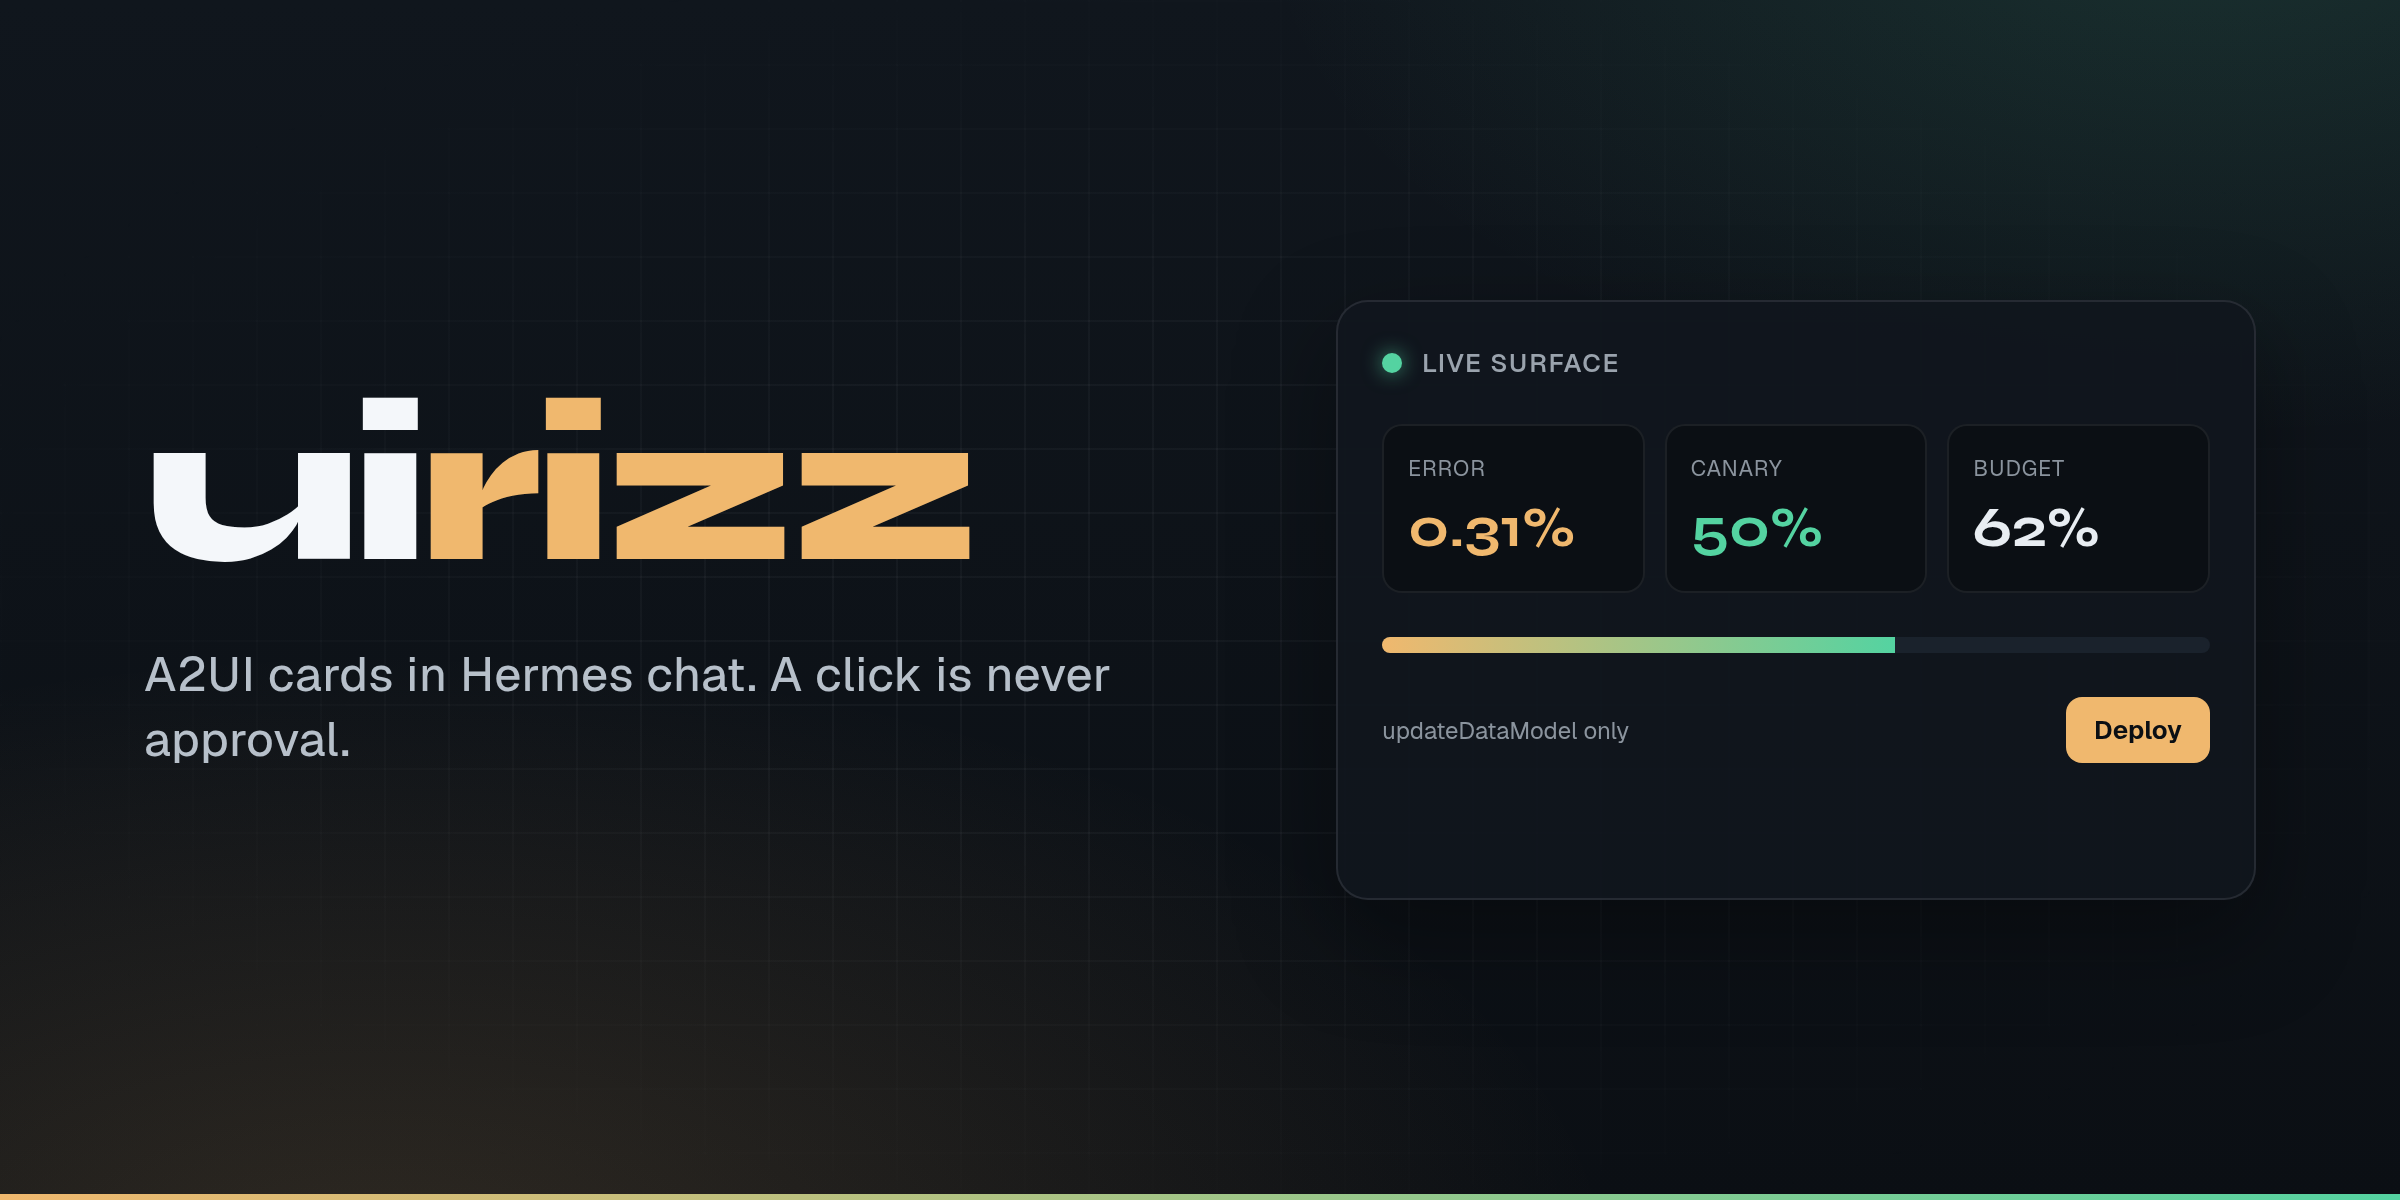 uirizz
A2UI cards in Hermes chat. A click is never
approval.
LIVE SURFACE
ERROR
0.31%
CANARY
50%
BUDGET
62%
updateDataModel only
Deploy